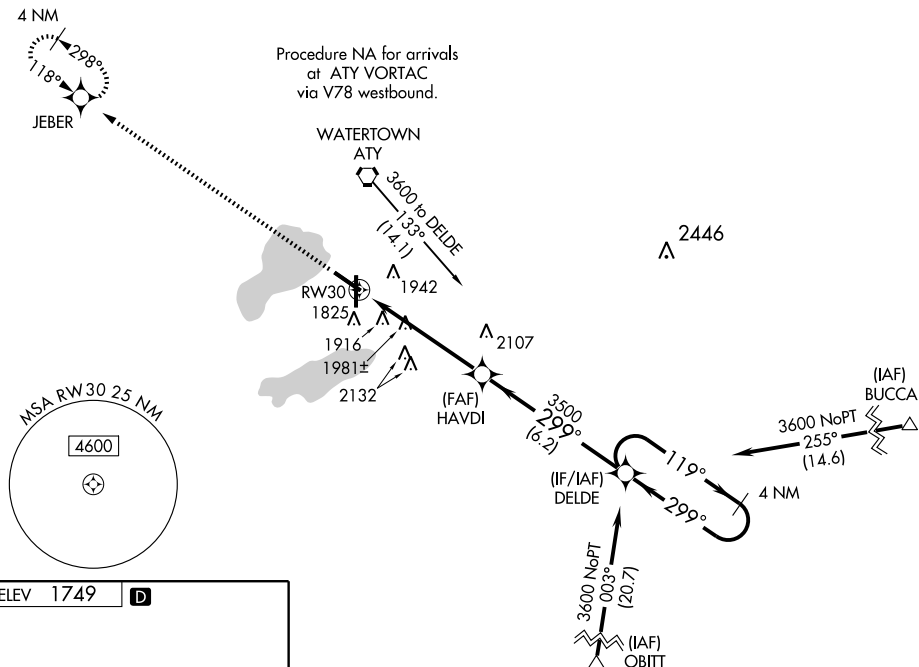 4 NM
298°
118°
JEBER
Procedure NA for arrivals
at ATY VORTAC
via V78 westbound.
WATERTOWN
ATY
3600 to DELDE
133°
(14.1)
2446
1942
RW30
1825
1916
1981±
2132
2107
(FAF)
HAVDI
3500
299°
(6.2)
(IAF)
BUCCA
3600 NoPT
255°
(14.6)
119°
299°
4 NM
(IF/IAF)
DELDE
MSA RW30 25 NM
4600
3600 NoPT
003°
(20.7)
(IAF)
OBITT
ELEV 1749 D